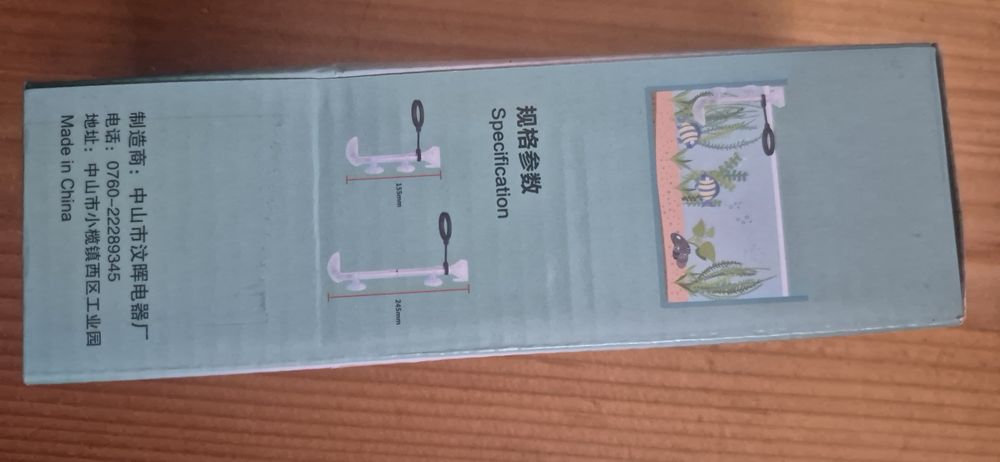 规格参数
Specification
155mm
245mm
制造商：中山市汶晖电器厂
电话：0760-22289345
地址：中山市小榄镇西区工业园
Made in China